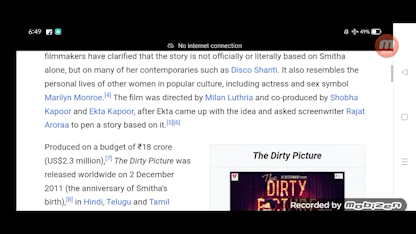 6:49
49%
No internet connection
filmmakers have clarified that the story is not officially or literally based on Smitha
alone, but on many of her contemporaries such as Disco Shanti. It also resembles the
personal lives of other women in popular culture, including actress and sex symbol
Marilyn Monroe.[4] The film was directed by Milan Luthria and co-produced by Shobha
Kapoor and Ekta Kapoor, after Ekta came up with the idea and asked screenwriter Rajat
Aroraa to pen a story based on it.[5][6]
Produced on a budget of ₹18 crore
(US$2.3 million),[7] The Dirty Picture was
released worldwide on 2 December
2011 (the anniversary of Smitha's
birth),[8] in Hindi, Telugu and Tamil
The Dirty Picture
The
DIRTY
Recorded by mobizen